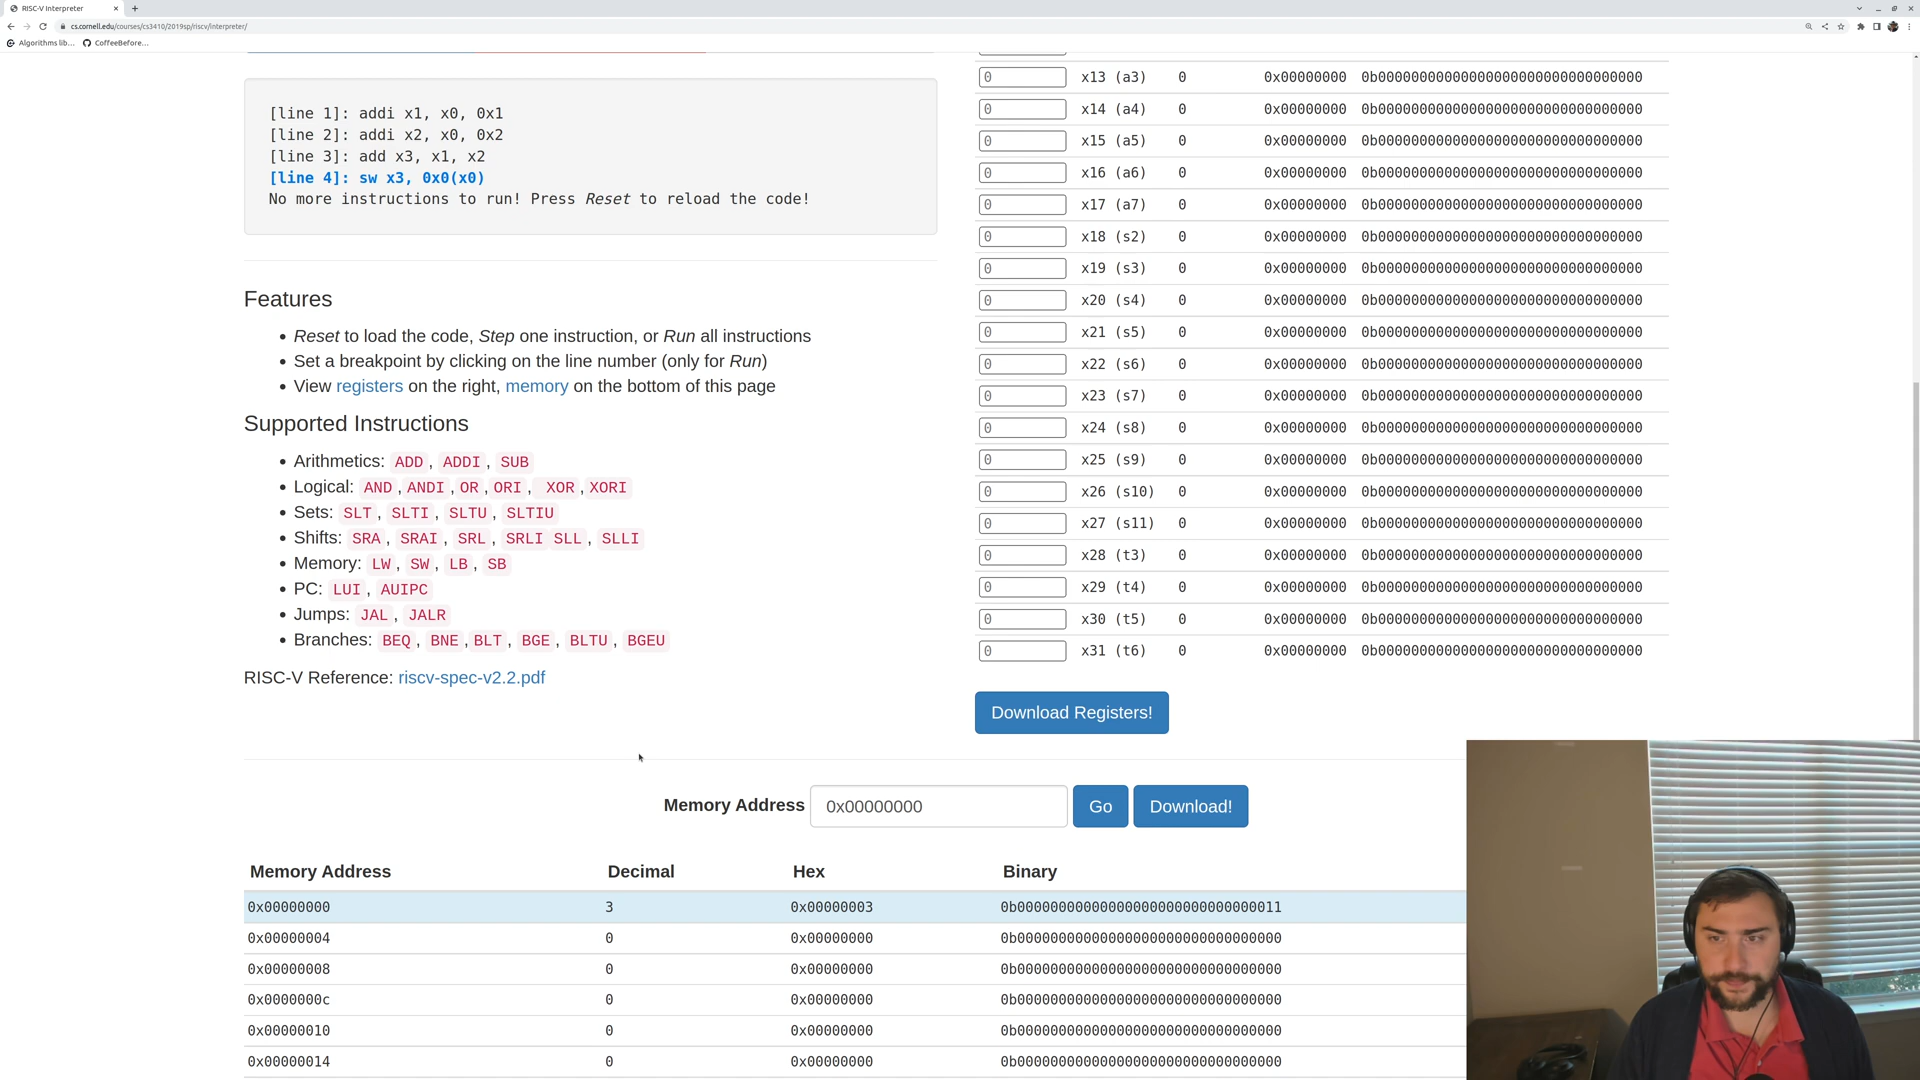 RISC-V Interpreter
cs.cornell.edu/courses/cs3410/2019sp/riscv/interpreter/
Algorithms lib... CoffeeBefore...
[line 1]: addi x1, x0, 0x1
[line 2]: addi x2, x0, 0x2
[line 3]: add x3, x1, x2
[line 4]: sw x3, 0x0(x0)
No more instructions to run! Press Reset to reload the code!
Features
• Reset to load the code, Step one instruction, or Run all instructions
• Set a breakpoint by clicking on the line number (only for Run)
• View registers on the right, memory on the bottom of this page
Supported Instructions
• Arithmetics: ADD, ADDI, SUB
• Logical: AND, ANDI, OR, ORI, XOR, XORI
• Sets: SLT, SLTI, SLTU, SLTIU
• Shifts: SRA, SRAI, SRL, SRLI SLL, SLLI
• Memory: LW, SW, LB, SB
• PC: LUI, AUIPC
• Jumps: JAL, JALR
• Branches: BEQ, BNE, BLT, BGE, BLTU, BGEU
RISC-V Reference: riscv-spec-v2.2.pdf
0 x13 (a3) 0 0x00000000 0b00000000000000000000000000000000
0 x14 (a4) 0 0x00000000 0b00000000000000000000000000000000
0 x15 (a5) 0 0x00000000 0b00000000000000000000000000000000
0 x16 (a6) 0 0x00000000 0b00000000000000000000000000000000
0 x17 (a7) 0 0x00000000 0b00000000000000000000000000000000
0 x18 (s2) 0 0x00000000 0b00000000000000000000000000000000
0 x19 (s3) 0 0x00000000 0b00000000000000000000000000000000
0 x20 (s4) 0 0x00000000 0b00000000000000000000000000000000
0 x21 (s5) 0 0x00000000 0b00000000000000000000000000000000
0 x22 (s6) 0 0x00000000 0b00000000000000000000000000000000
0 x23 (s7) 0 0x00000000 0b00000000000000000000000000000000
0 x24 (s8) 0 0x00000000 0b00000000000000000000000000000000
0 x25 (s9) 0 0x00000000 0b00000000000000000000000000000000
0 x26 (s10) 0 0x00000000 0b00000000000000000000000000000000
0 x27 (s11) 0 0x00000000 0b00000000000000000000000000000000
0 x28 (t3) 0 0x00000000 0b00000000000000000000000000000000
0 x29 (t4) 0 0x00000000 0b00000000000000000000000000000000
0 x30 (t5) 0 0x00000000 0b00000000000000000000000000000000
0 x31 (t6) 0 0x00000000 0b00000000000000000000000000000000
Download Registers!
Memory Address 0x00000000 Go Download!
Memory Address Decimal Hex Binary
0x00000000 3 0x00000003 0b00000000000000000000000000000011
0x00000004 0 0x00000000 0b00000000000000000000000000000000
0x00000008 0 0x00000000 0b00000000000000000000000000000000
0x0000000c 0 0x00000000 0b00000000000000000000000000000000
0x00000010 0 0x00000000 0b00000000000000000000000000000000
0x00000014 0 0x00000000 0b00000000000000000000000000000000